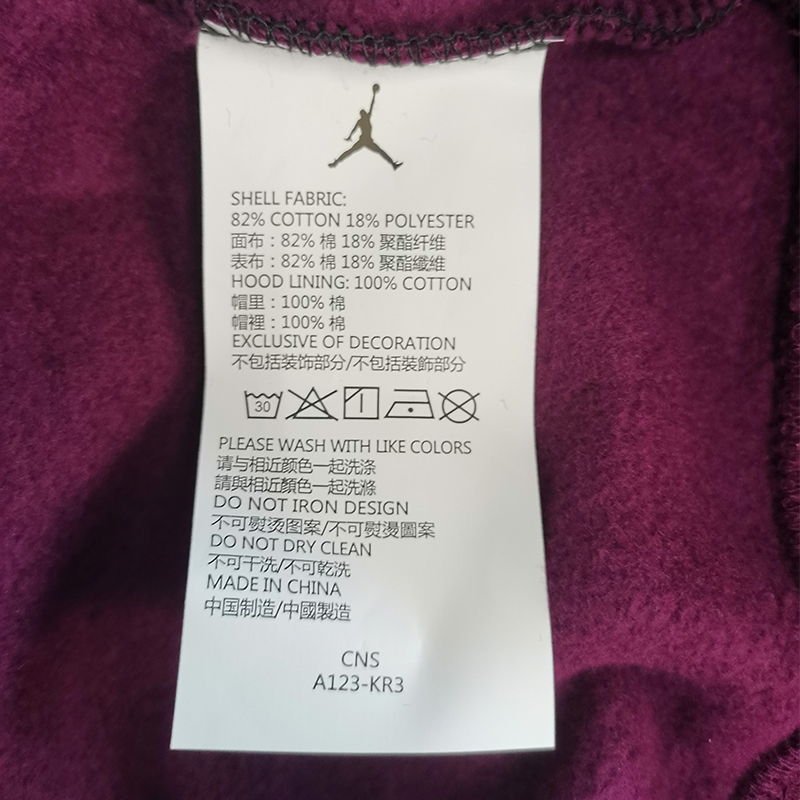 SHELL FABRIC:
82% COTTON 18% POLYESTER
面布：82% 棉 18% 聚酯纤维
表布：82% 棉 18% 聚酯纖維
HOOD LINING: 100% COTTON
帽里：100% 棉
帽裡：100% 棉
EXCLUSIVE OF DECORATION
不包括装饰部分/不包括裝飾部分
30
PLEASE WASH WITH LIKE COLORS
请与相近颜色一起洗涤
請與相近顏色一起洗滌
DO NOT IRON DESIGN
不可熨烫图案/不可熨燙圖案
DO NOT DRY CLEAN
不可干洗/不可乾洗
MADE IN CHINA
中国制造/中國製造
CNS
A123-KR3